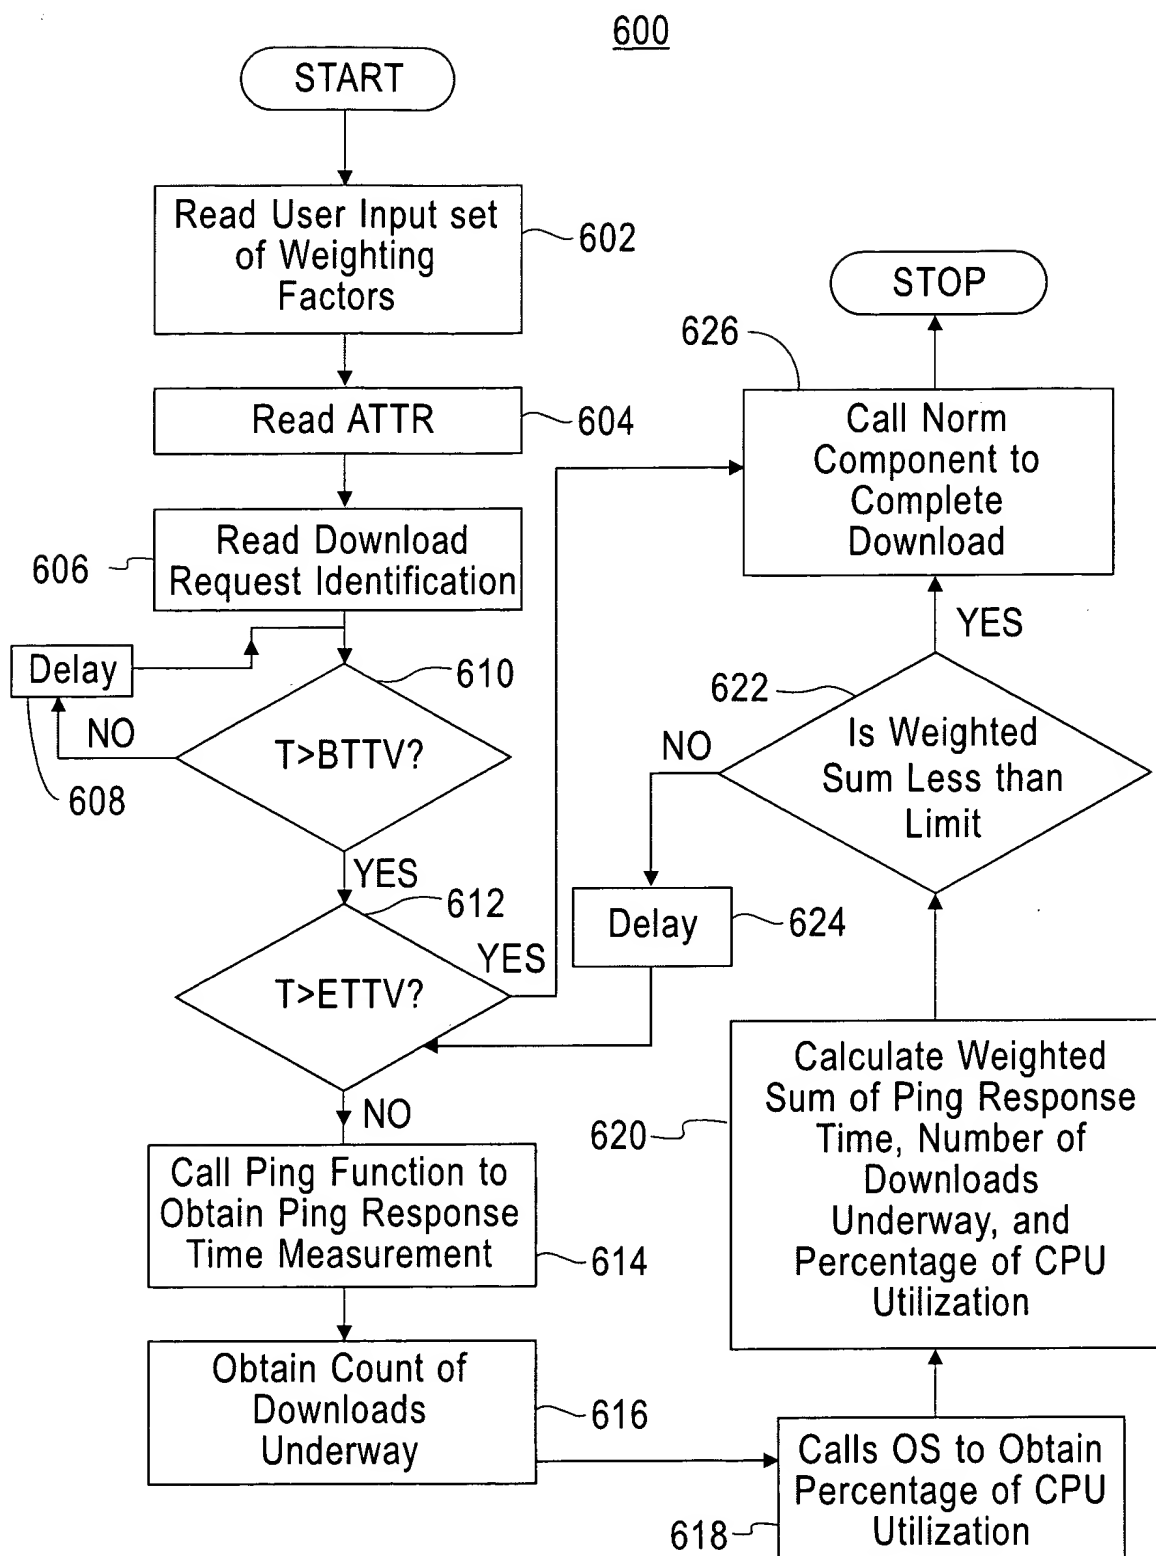 600
START
Read User Input set
of Weighting
Factors
602
Read ATTR
604
Read Download
Request Identification
606
Delay
608
NO
610
T>BTTV?
YES
612
T>ETTV?
YES
NO
Call Ping Function to
Obtain Ping Response
Time Measurement
614
Obtain Count of
Downloads
Underway
616
Calls OS to Obtain
Percentage of CPU
Utilization
618
Calculate Weighted
Sum of Ping Response
Time, Number of
Downloads
Underway, and
Percentage of CPU
Utilization
620
622
Is Weighted
Sum Less than
Limit
NO
Delay
624
YES
626
Call Norm
Component to
Complete
Download
STOP